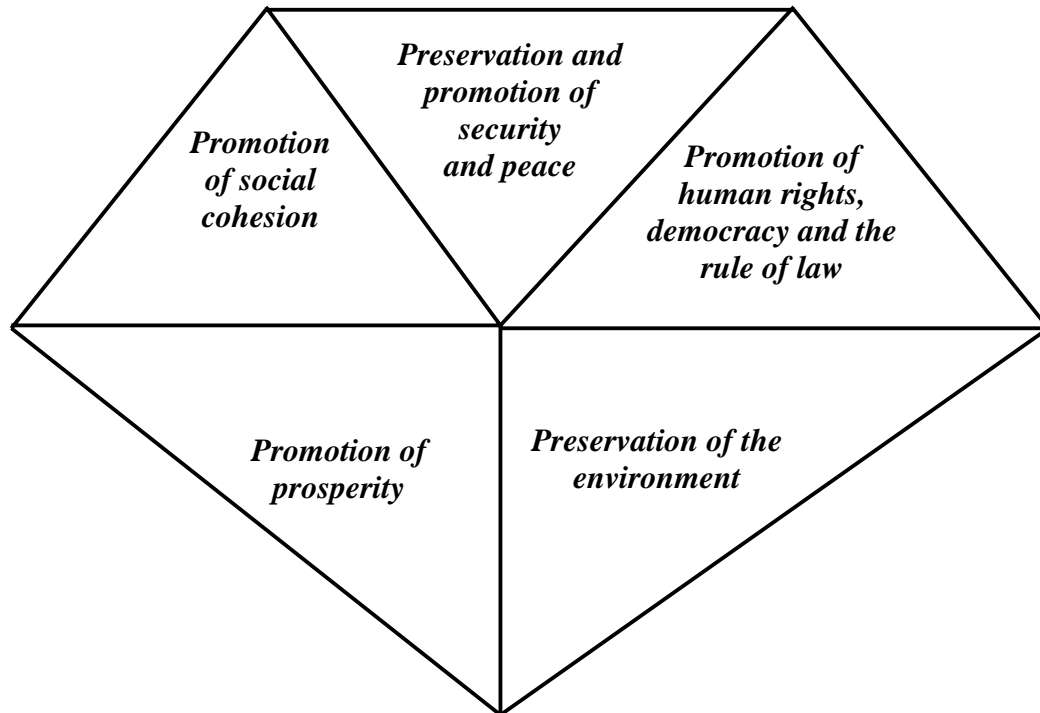 Promotion
of social
cohesion
Preservation and
promotion of
security
and peace
Promotion of
human rights,
democracy and the
rule of law
Promotion of
prosperity
Preservation of the
environment